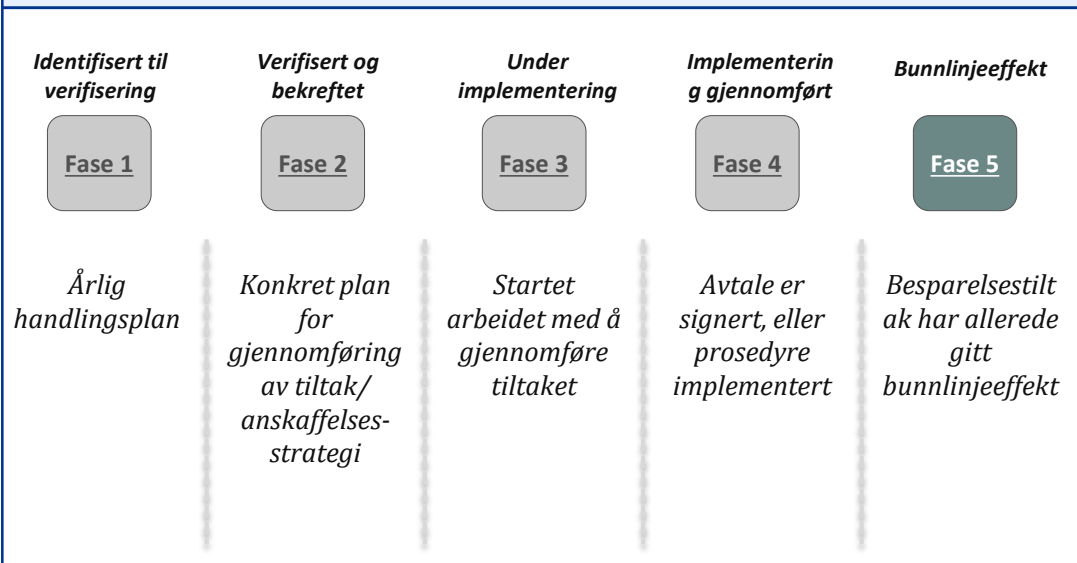 Identifisert til
verifisering
Fase 1
Årlig
handlingsplan
Verifisert og
bekreftet
Fase 2
Konkret plan
for
gjennomføring
av tiltak/
anskaffelses-
strategi
Under
implementering
Fase 3
Startet
arbeidet med å
gjennomføre
tiltaket
Implementerin
g gjennomført
Fase 4
Avtale er
signert, eller
prosedyre
implementert
Bunnlinjeeffekt
Fase 5
Besparelsestilt
ak har allerede
gitt
bunnlinjeeffekt